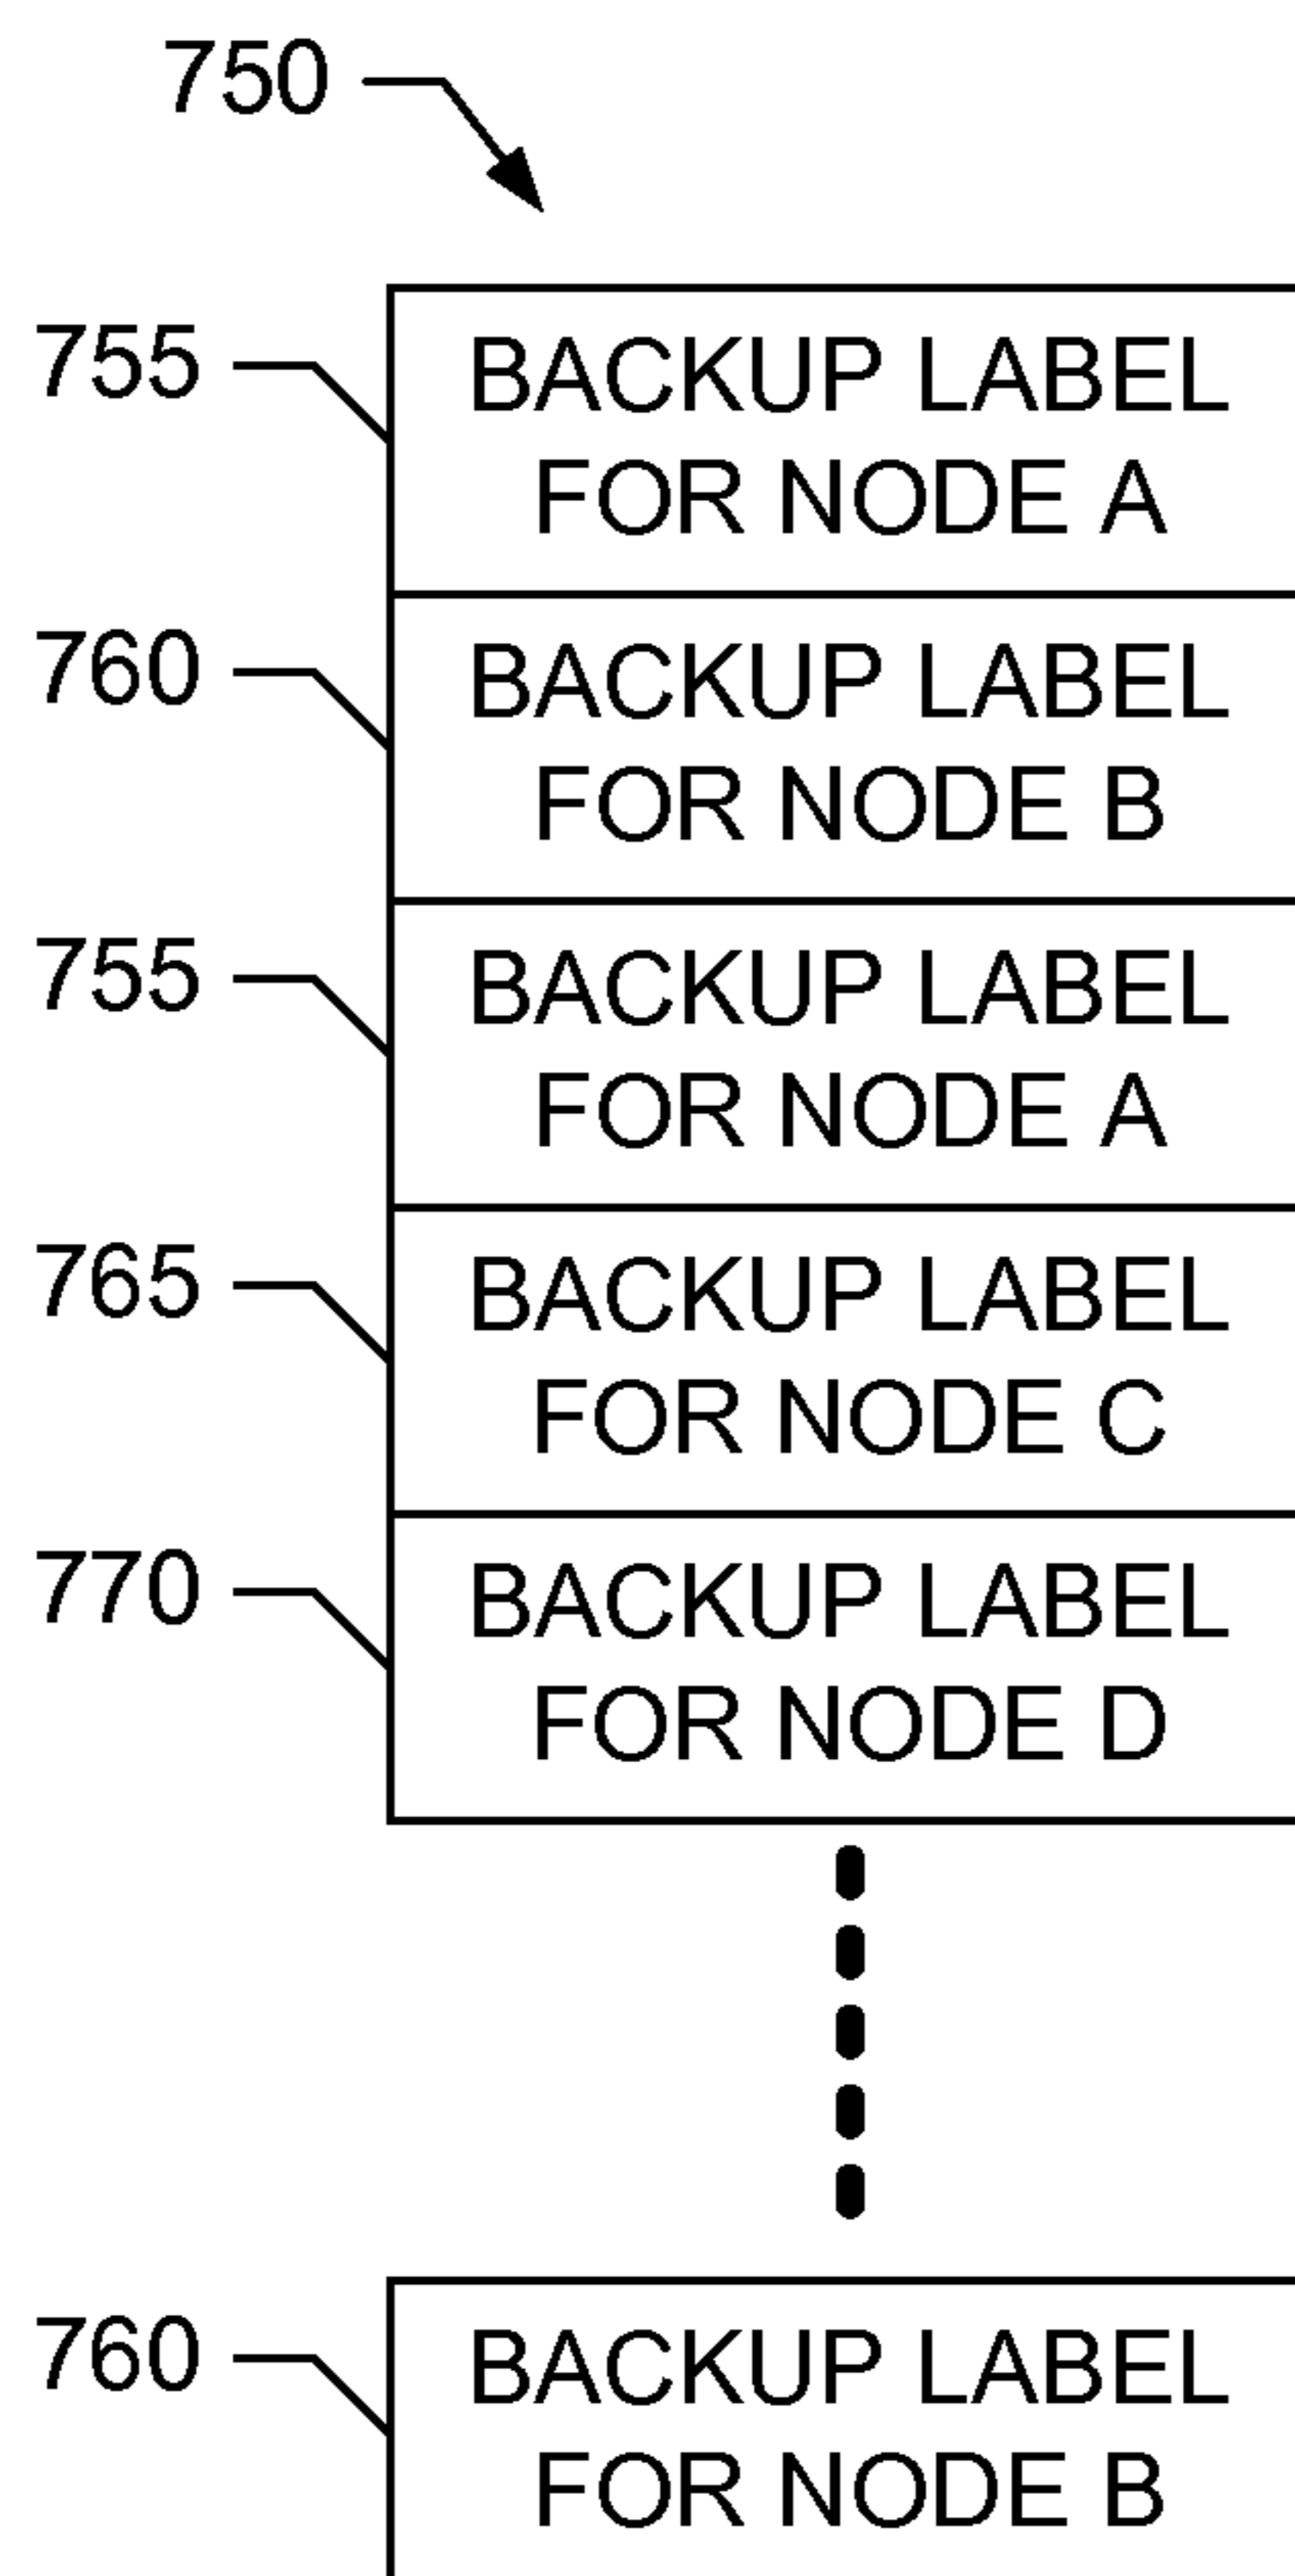 750
755
BACKUP LABEL
FOR NODE A
760
BACKUP LABEL
FOR NODE B
755
BACKUP LABEL
FOR NODE A
765
BACKUP LABEL
FOR NODE C
770
BACKUP LABEL
FOR NODE D
760
BACKUP LABEL
FOR NODE B